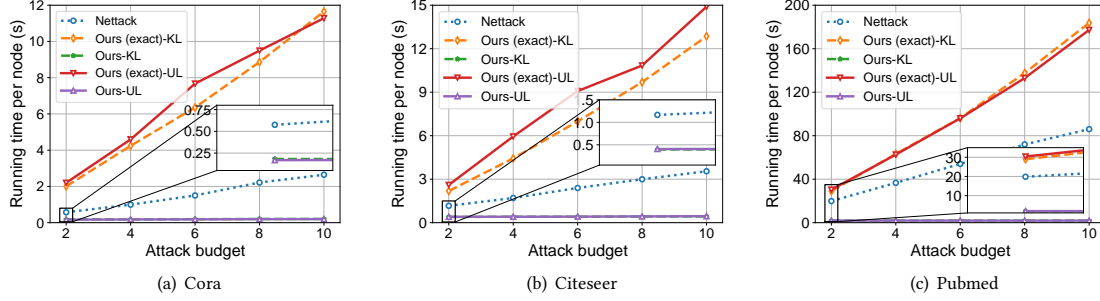 12
10
8
6
4
2
0
Running time per node (s)
Nettack
Ours (exact)-KL
Ours-KL
Ours (exact)-UL
Ours-UL
0.75
0.50
0.25
2 4 6 8 10
Attack budget
(a) Cora
15
12
9
6
3
0
Running time per node (s)
Nettack
Ours (exact)-KL
Ours-KL
Ours (exact)-UL
Ours-UL
1.5
1.0
0.5
2 4 6 8 10
Attack budget
(b) Citeseer
200
160
120
80
40
0
Running time per node (s)
Nettack
Ours (exact)-KL
Ours-KL
Ours (exact)-UL
Ours-UL
30
20
10
2 4 6 8 10
Attack budget
(c) Pubmed